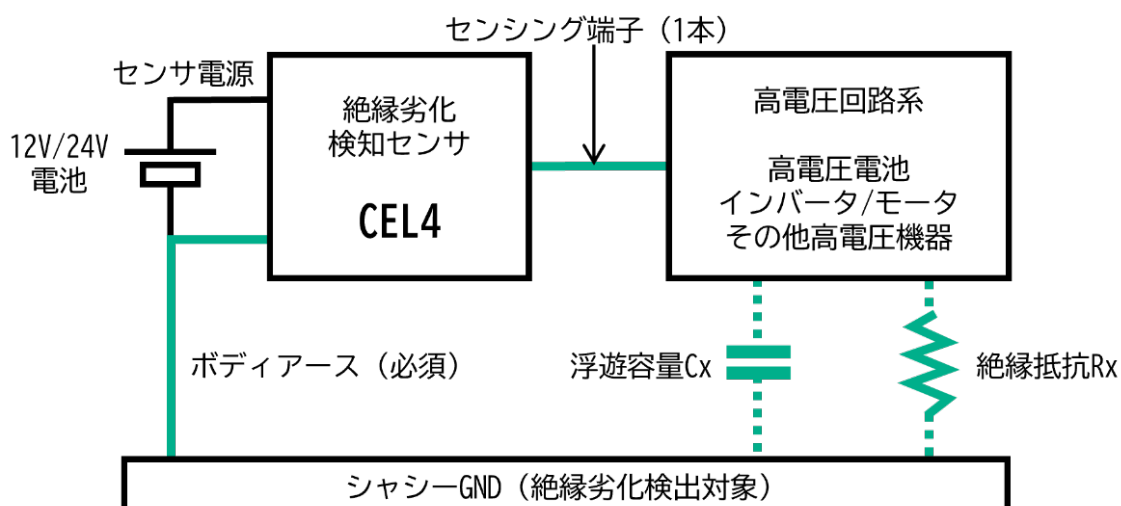 センシング端子（1本）
センサ電源
12V/24V
電池
絶縁劣化
検知センサ
CEL4
高電圧回路系
高電圧電池
インバータ/モータ
その他高電圧機器
ボディアース（必須）
浮遊容量Cx
絶縁抵抗Rx
シャシーGND（絶縁劣化検出対象）